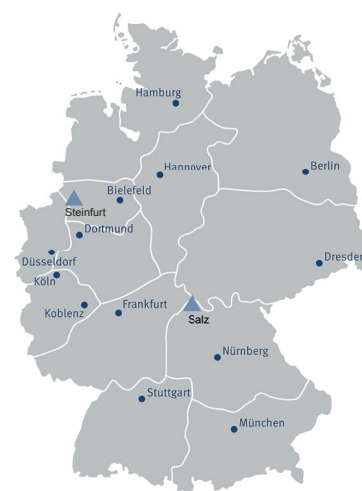 Hamburg
Hannover
Berlin
Bielefeld
Steinfurt
Dortmund
Düsseldorf
Dresden
Köln
Koblenz
Frankfurt
Salz
Nürnberg
Stuttgart
München